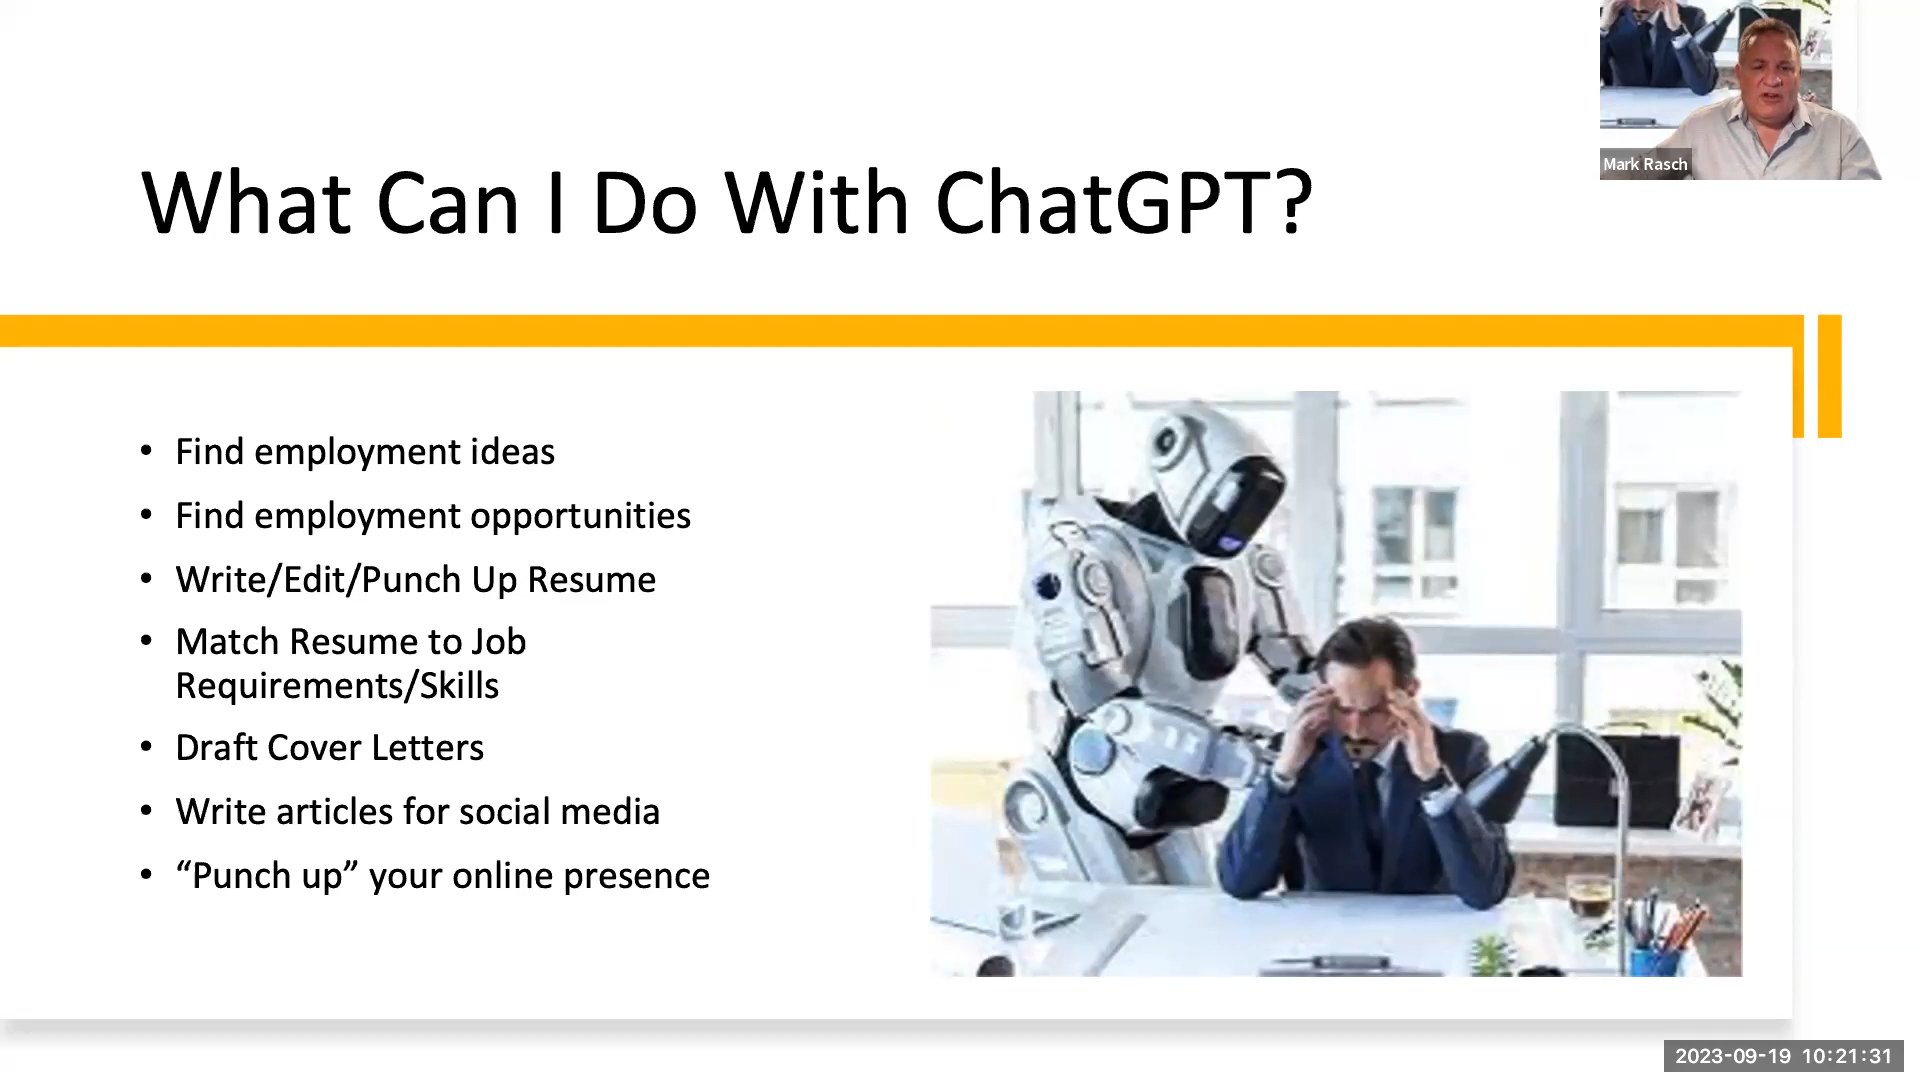 Mark Rasch
What Can I Do With ChatGPT?
• Find employment ideas
• Find employment opportunities
• Write/Edit/Punch Up Resume
• Match Resume to Job
Requirements/Skills
• Draft Cover Letters
• Write articles for social media
• “Punch up” your online presence
2023-09-19 10:21:31